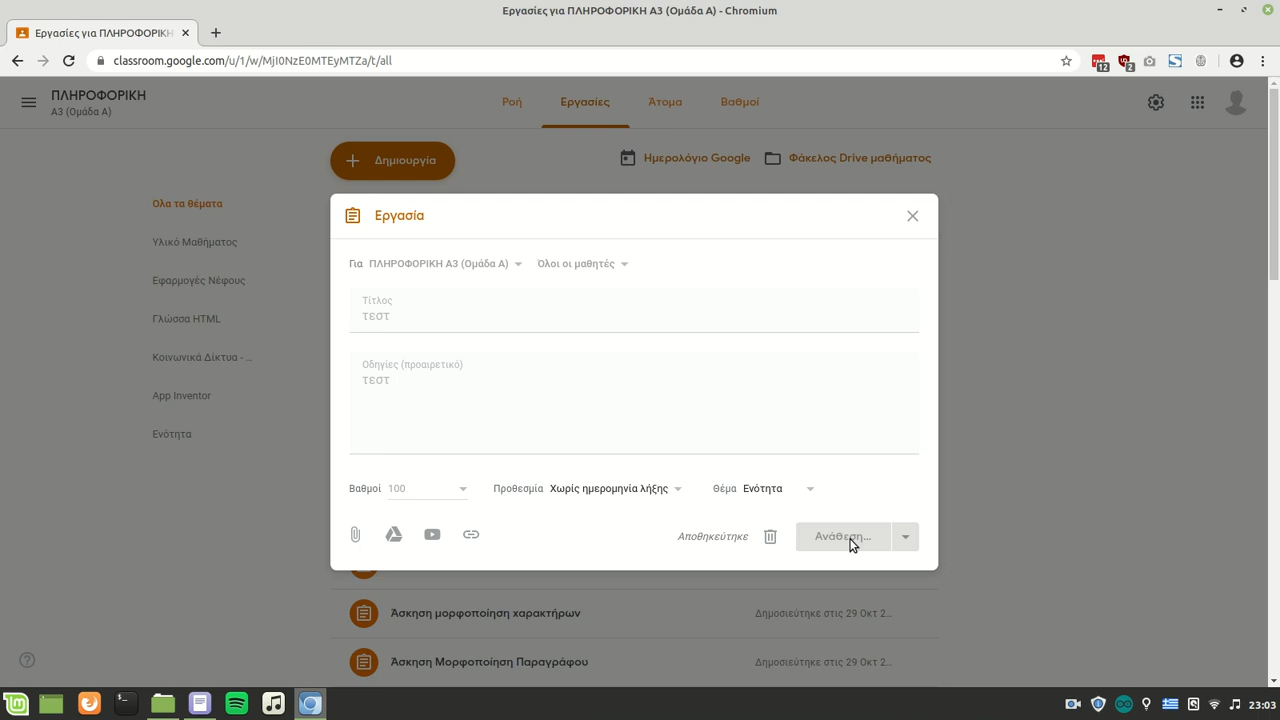 Εργασίες για ΠΛΗΡΟΦΟΡΙΚΗ Α3 (Ομάδα Α) - Chromium
Εργασίες για ΠΛΗΡΟΦΟΡΙΚΗ
classroom.google.com/u/1/w/MjI0NzE0MTEyMTZa/t/all
12
2
ΠΛΗΡΟΦΟΡΙΚΗ
Α3 (Ομάδα Α)
Ροή
Εργασίες
Άτομα
Βαθμοί
Δημιουργία
Ημερολόγιο Google
Φάκελος Drive μαθήματος
Όλα τα θέματα
Υλικό Μαθήματος
Εφαρμογές Νέφους
Γλώσσα HTML
Κοινωνικά Δίκτυα - ...
App Inventor
Ενότητα
Εργασία
Για ΠΛΗΡΟΦΟΡΙΚΗ Α3 (Ομάδα Α) Όλοι οι μαθητές
Τίτλος
τεστ
Οδηγίες (προαιρετικό)
τεστ
Βαθμοί 100 Προθεσμία Χωρίς ημερομηνία λήξης Θέμα Ενότητα
Αποθηκεύτηκε Ανάθεση...
Άσκηση μορφοποίηση χαρακτήρων Δημοσιεύτηκε στις 29 Οκτ 2...
Άσκηση Μορφοποίηση Παραγράφου Δημοσιεύτηκε στις 29 Οκτ 2...
23:03